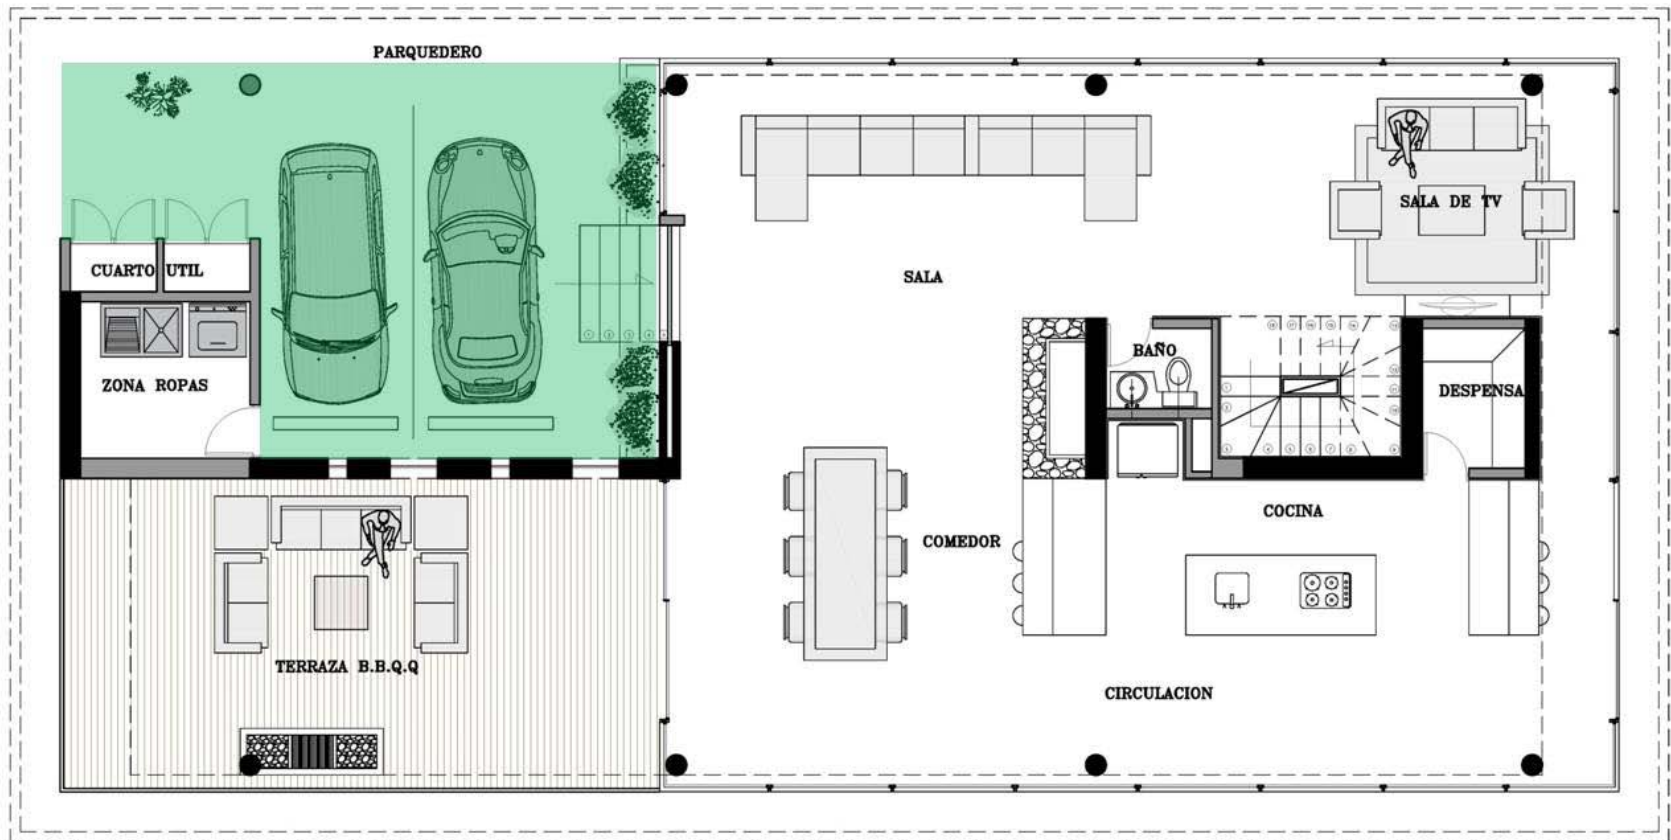 PARQUEDERO
SALA DE TV
CUARTO UTIL
SALA
BAÑO
ZONA ROPAS
DESPENSA
COCINA
COMEDOR
TERRAZA B.B.Q.Q
CIRCULACION